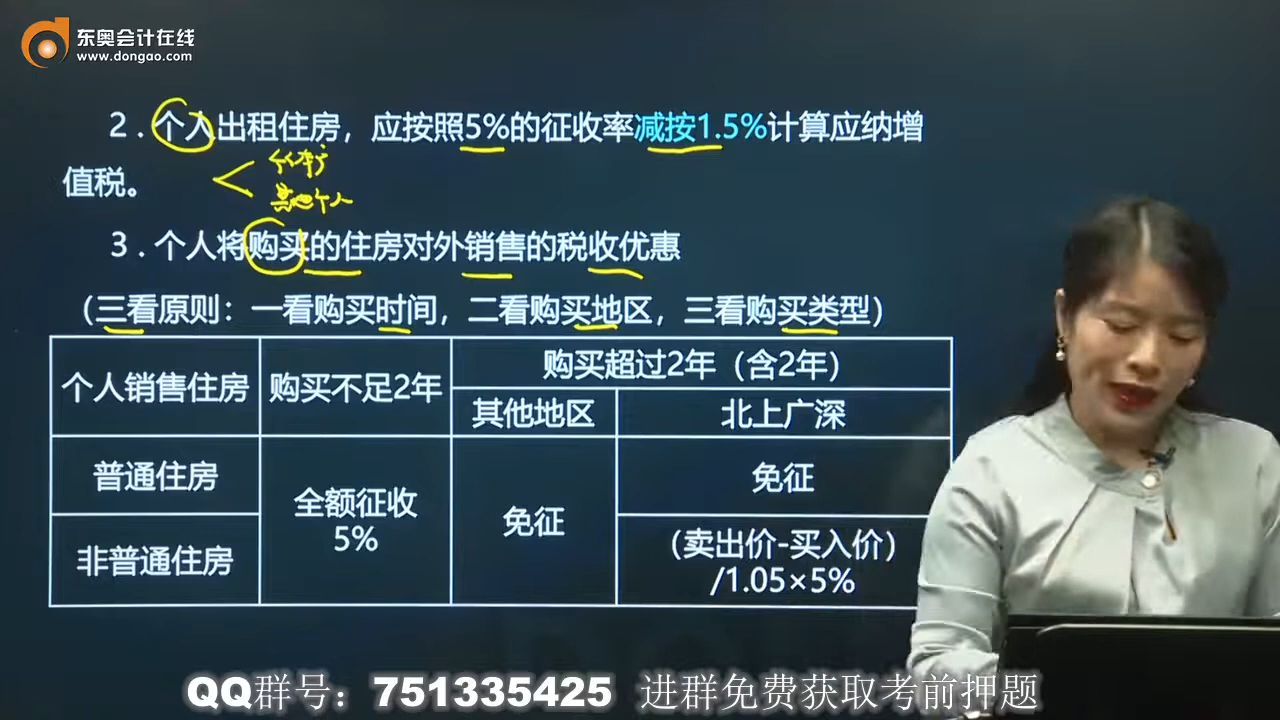 东奥会计在线
www.dongao.com
2.个人出租住房，应按照5%的征收率减按1.5%计算应纳增
值税。
个体户
其他个人
3.个人将购买的住房对外销售的税收优惠
（三看原则：一看购买时间，二看购买地区，三看购买类型）
个人销售住房
购买不足2年
购买超过2年（含2年）
其他地区
北上广深
普通住房
全额征收
5%
免征
免征
非普通住房
（卖出价-买入价）
/1.05×5%
QQ群号：751335425 进群免费获取考前押题